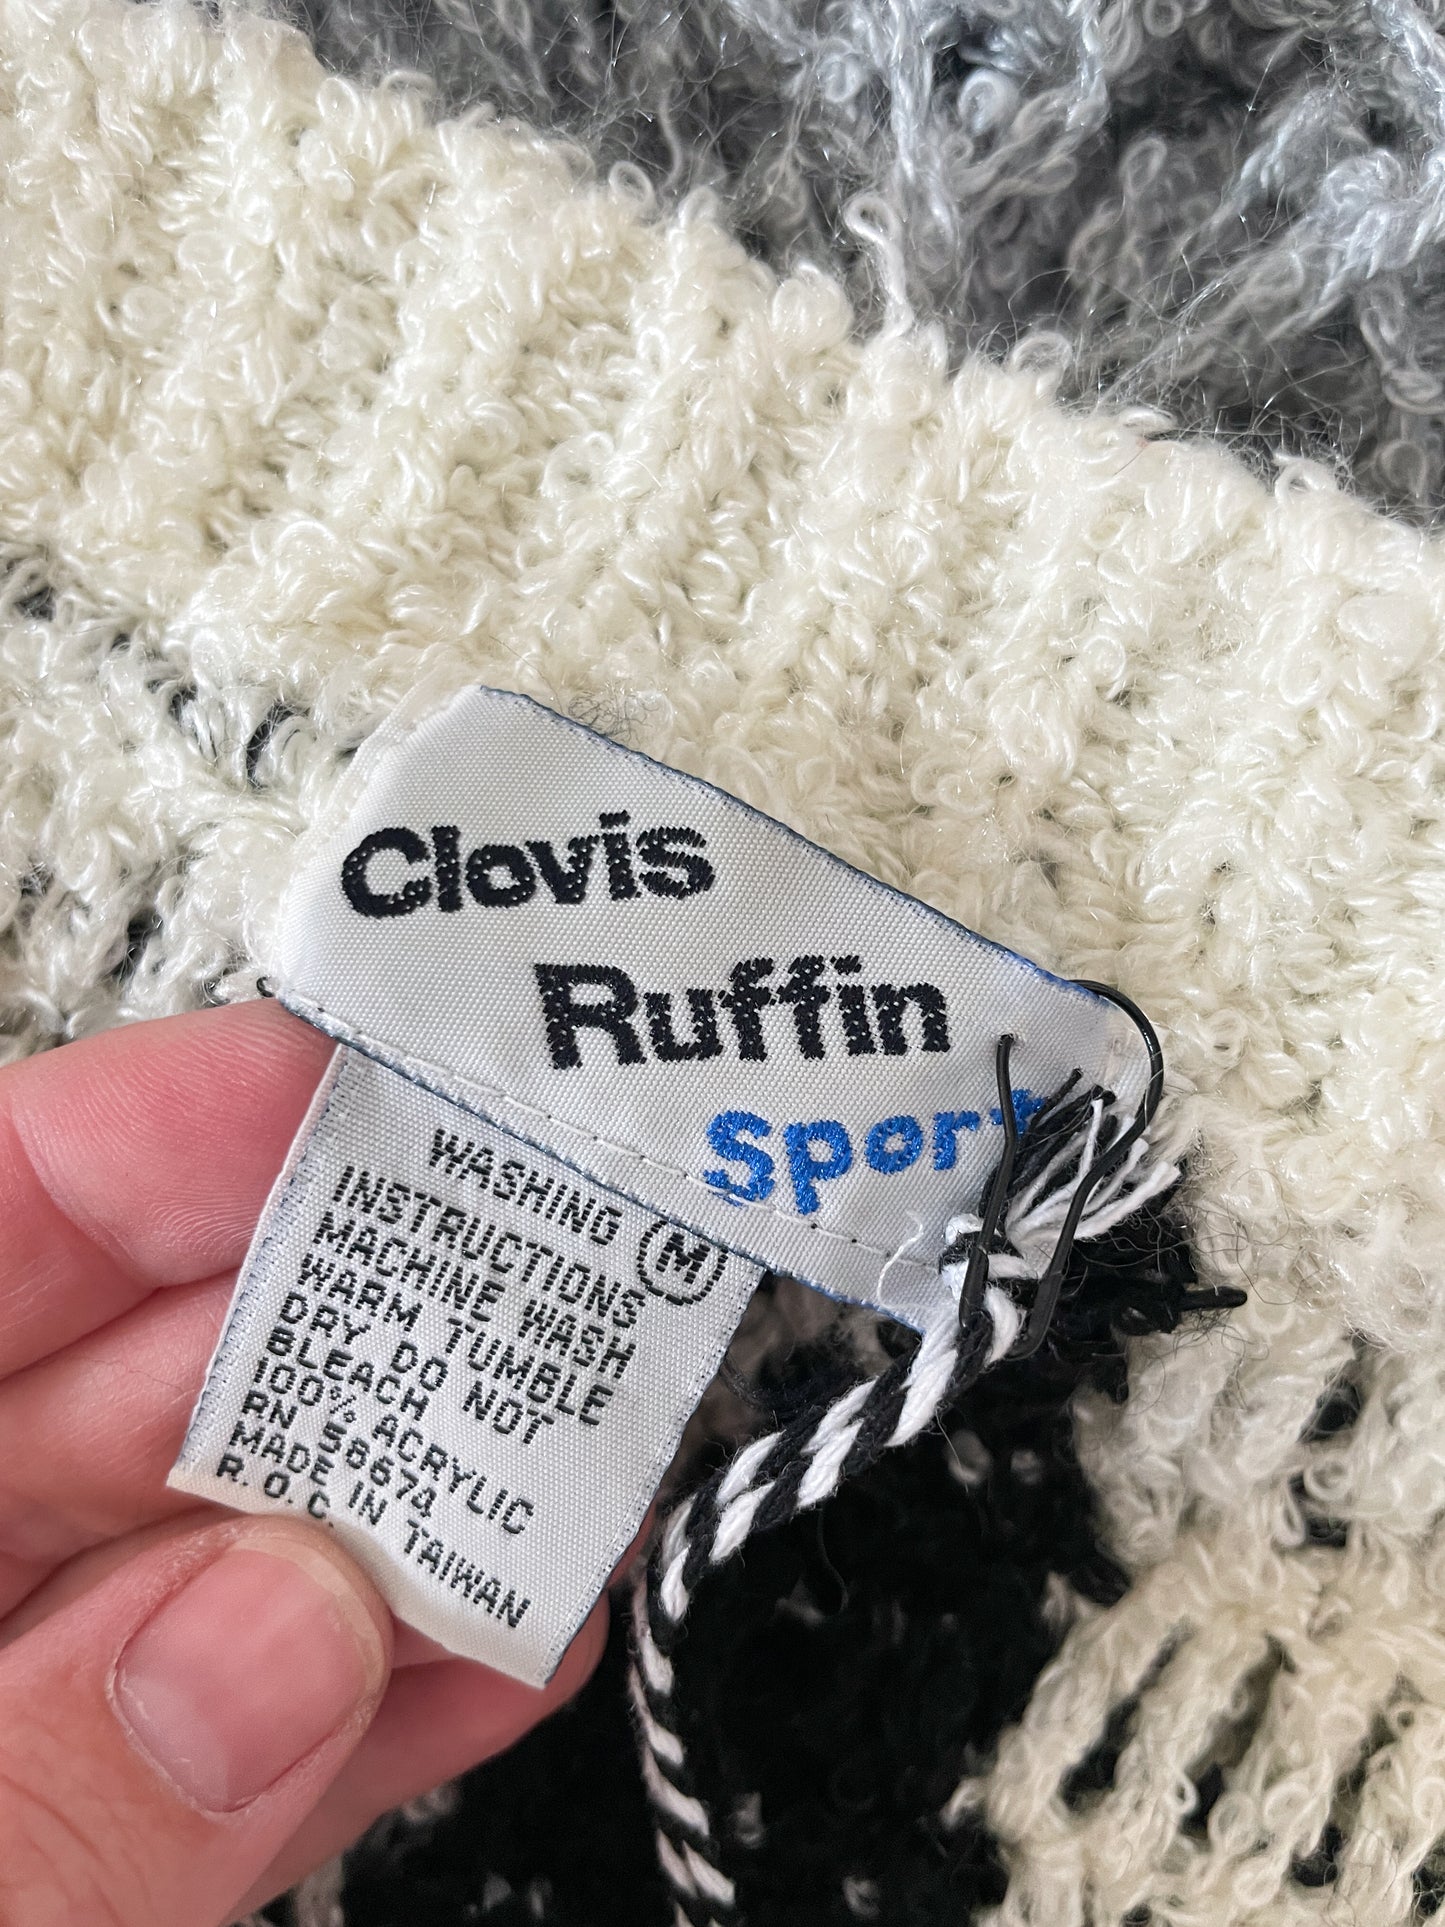 Clovis
Ruffin
Sport
WASHING
INSTRUCTIONS M
MACHINE WASH
WARM TUMBLE
DRY DO NOT
BLEACH
100% ACRYLIC
RN 58674
MADE IN TAIWAN
R.O.C.